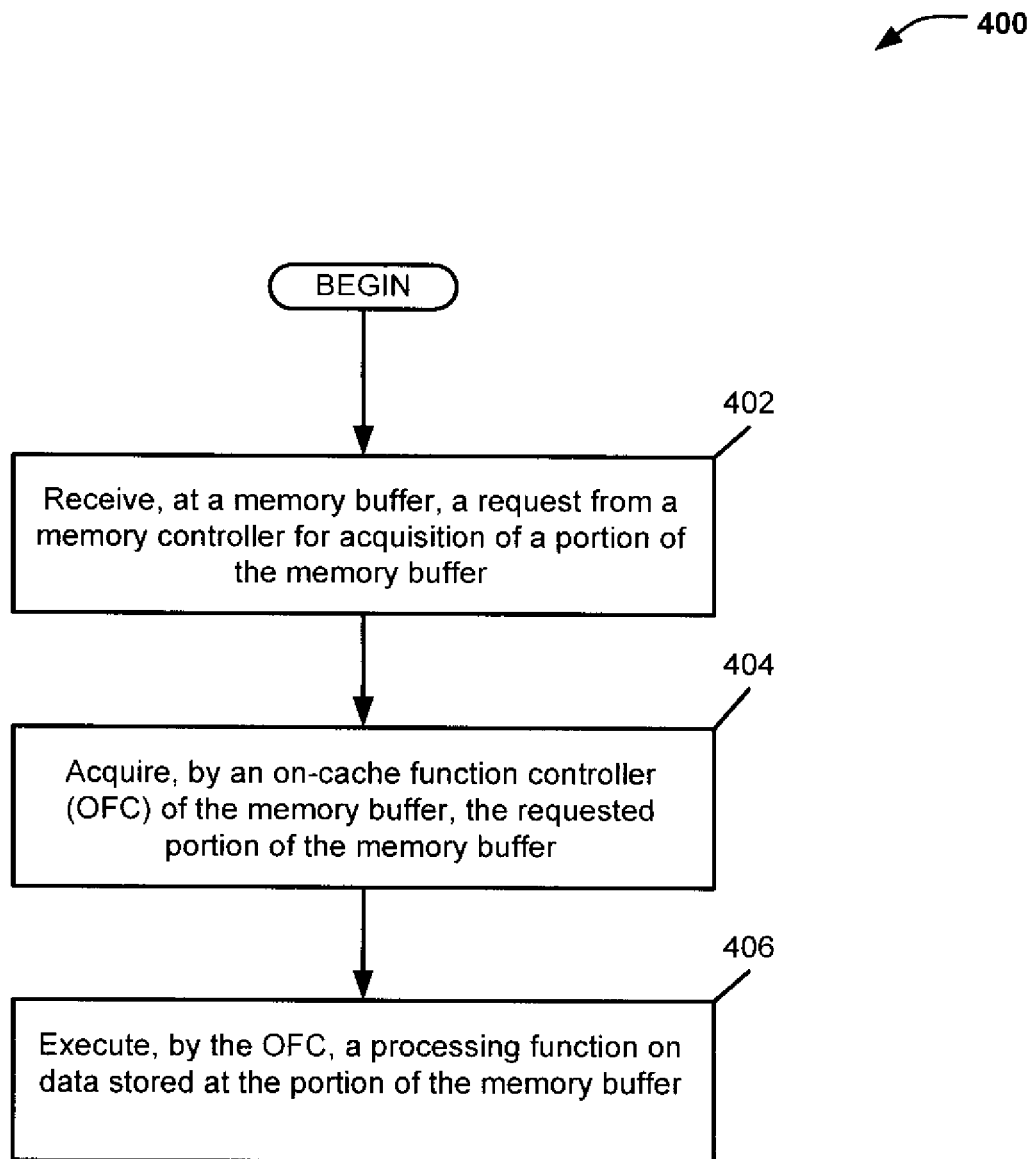 400
BEGIN
402
Receive, at a memory buffer, a request from a
memory controller for acquisition of a portion of
the memory buffer
404
Acquire, by an on-cache function controller
(OFC) of the memory buffer, the requested
portion of the memory buffer
406
Execute, by the OFC, a processing function on
data stored at the portion of the memory buffer